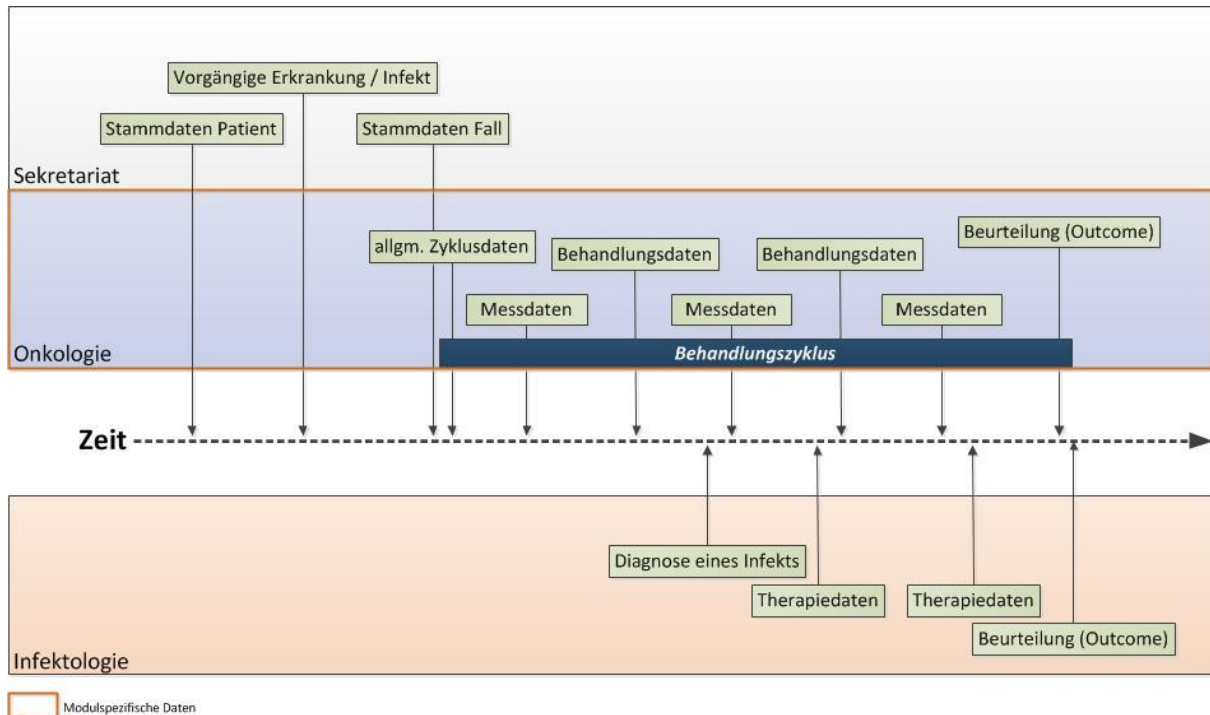 Vorgängige Erkrankung / Infekt
Stammdaten Patient
Stammdaten Fall
Sekretariat
allgm. Zyklusdaten
Behandlungsdaten
Behandlungsdaten
Beurteilung (Outcome)
Messdaten
Messdaten
Messdaten
Onkologie
Behandlungszyklus
Zeit
Diagnose eines Infekts
Therapiedaten
Therapiedaten
Beurteilung (Outcome)
Infektologie
Modulspezifische Daten